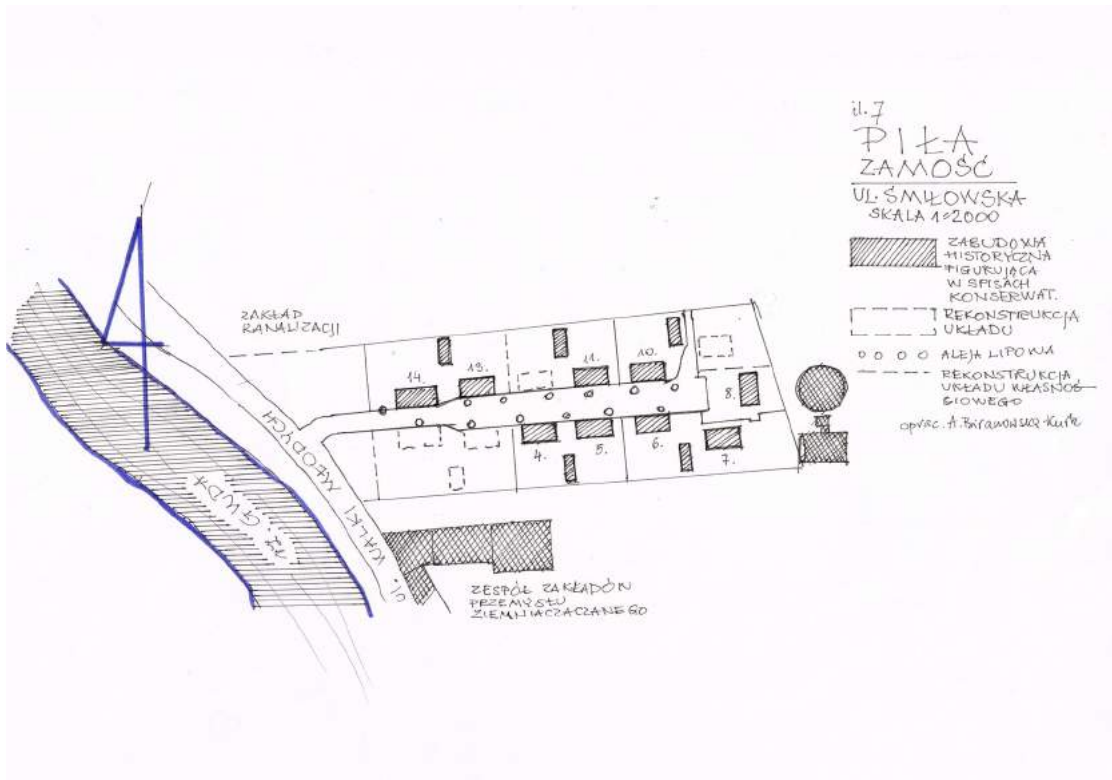 il. 7
PIŁA
ZAMOŚĆ
UL. ŚMIŁOWSKA
SKALA 1:2000
ZABUDOWA
HISTORYCZNA
FIGURUJĄCA
W SPISACH
KONSERWAT.
REKONSTRUKCJA
UKŁADU
ALEJA LIPOWA
REKONSTRUKCJA
UKŁADU WŁASNOŚ-
CIOWEGO
oprac. A.
ZAKŁAD
KANALIZACJI
14.
13.
11.
10.
8.
4.
5.
6.
7.
UL. WALKI MŁODYCH
rz. GWDA
ZESPÓŁ ZAKŁADÓW
PRZEMYSŁU
ZIEMNIACZACZANEGO